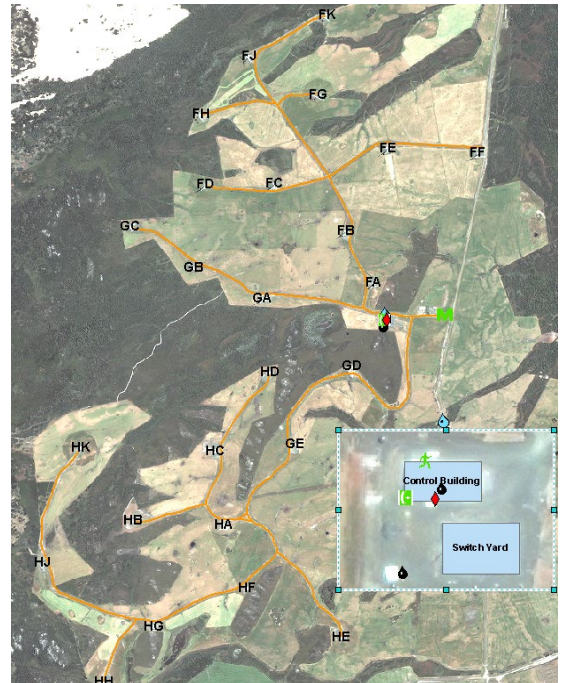 FK
FJ
FG
FH
FE
FF
FD
FC
GC
FB
GB
FA
GA
GD
HD
GE
HK
HC
Control Building
HB
HA
Switch Yard
HJ
HF
HG
HE
HH